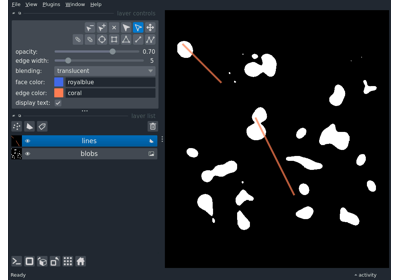 File View Plugins Window Help
layer controls
opacity: 0.70
edge width: 5
blending: translucent
face color: royalblue
edge color: coral
display text:
layer list
lines
blobs
Ready
activity